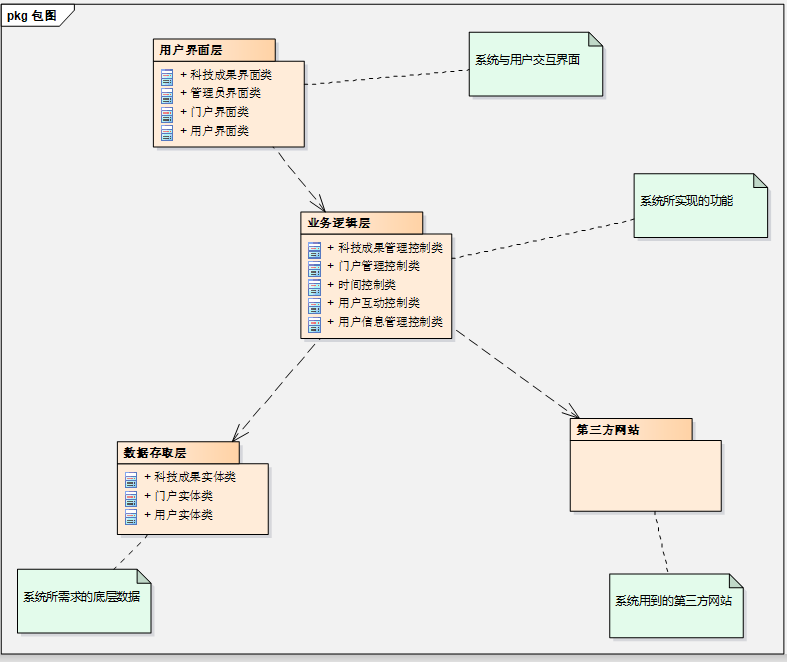 pkg 包图
用户界面层
+ 科技成果界面类
+ 管理员界面类
+ 门户界面类
+ 用户界面类
系统与用户交互界面
系统所实现的功能
业务逻辑层
+ 科技成果管理控制类
+ 门户管理控制类
+ 时间控制类
+ 用户互动控制类
+ 用户信息管理控制类
数据存取层
+ 科技成果实体类
+ 门户实体类
+ 用户实体类
第三方网站
系统所需求的底层数据
系统用到的第三方网站